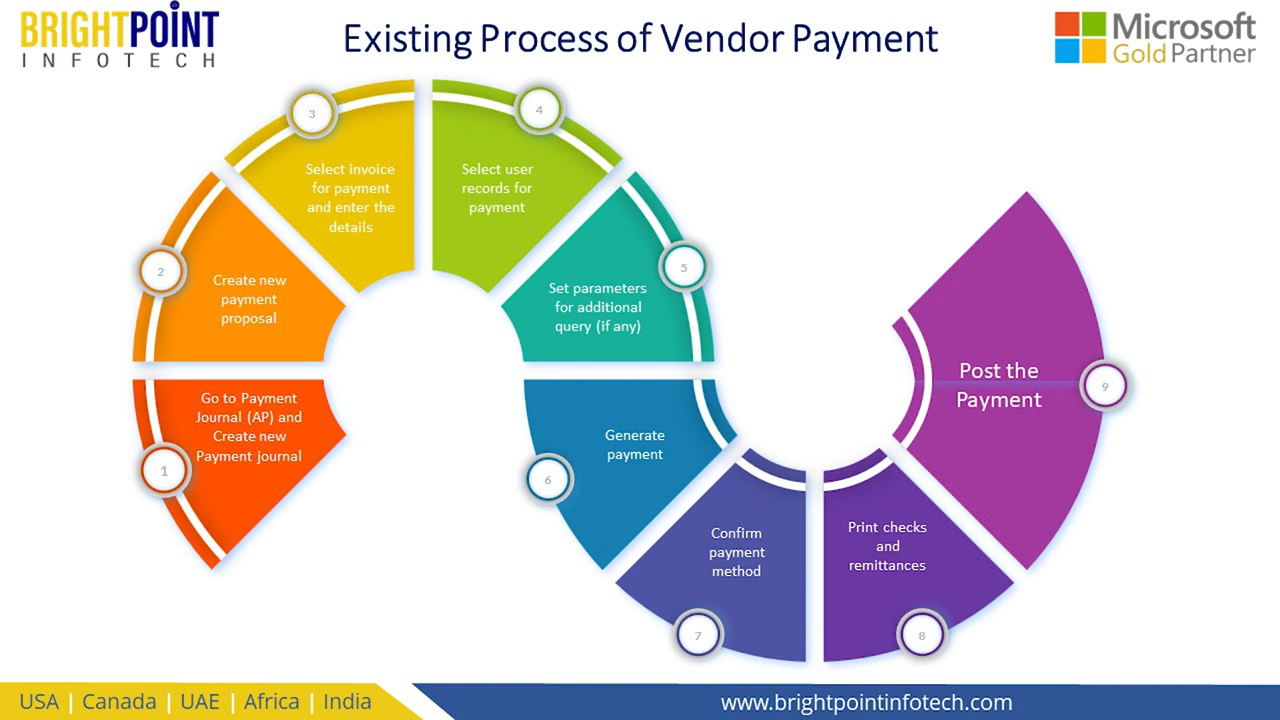 BRIGHTPOINT
INFOTECH
Existing Process of Vendor Payment
Microsoft
Gold Partner
1
Go to Payment
Journal (AP) and
Create new
Payment journal
2
Create new
payment
proposal
3
Select invoice
for payment
and enter the
details
4
Select user
records for
payment
5
Set parameters
for additional
query (if any)
6
Generate
payment
7
Confirm
payment
method
8
Print checks
and
remittances
9
Post the
Payment
USA | Canada | UAE | Africa | India
www.brightpointinfotech.com